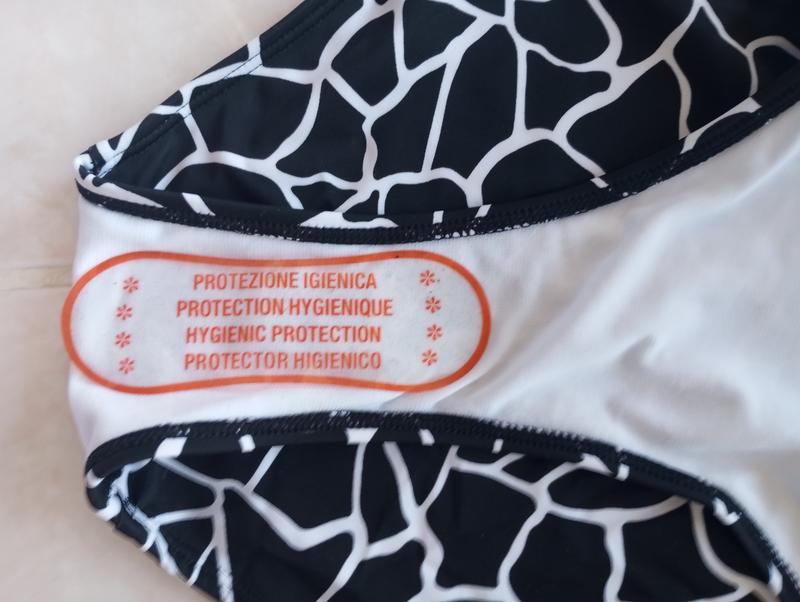 PROTEZIONE IGIENICA
PROTECTION HYGIENIQUE
HYGIENIC PROTECTION
PROTECTOR HIGIENICO